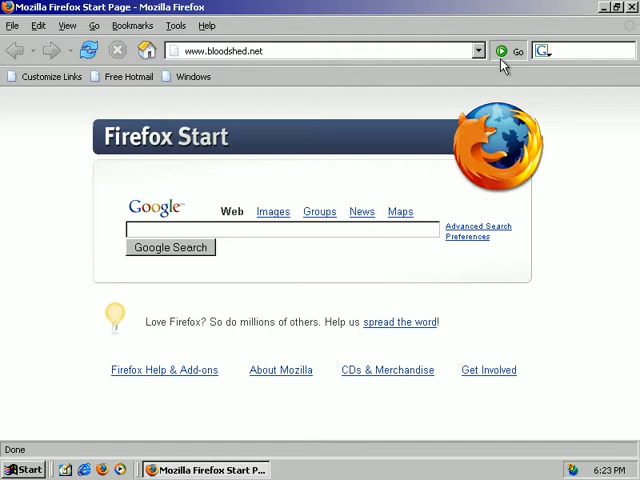 Mozilla Firefox Start Page - Mozilla Firefox
File Edit View Go Bookmarks Tools Help
www.bloodshed.net Go G
Customize Links Free Hotmail Windows
Firefox Start
Google™ Web Images Groups News Maps
Advanced Search
Preferences
Google Search
Love Firefox? So do millions of others. Help us spread the word!
Firefox Help & Add-ons About Mozilla CDs & Merchandise Get Involved
Done
Start Mozilla Firefox Start P... 6:23 PM